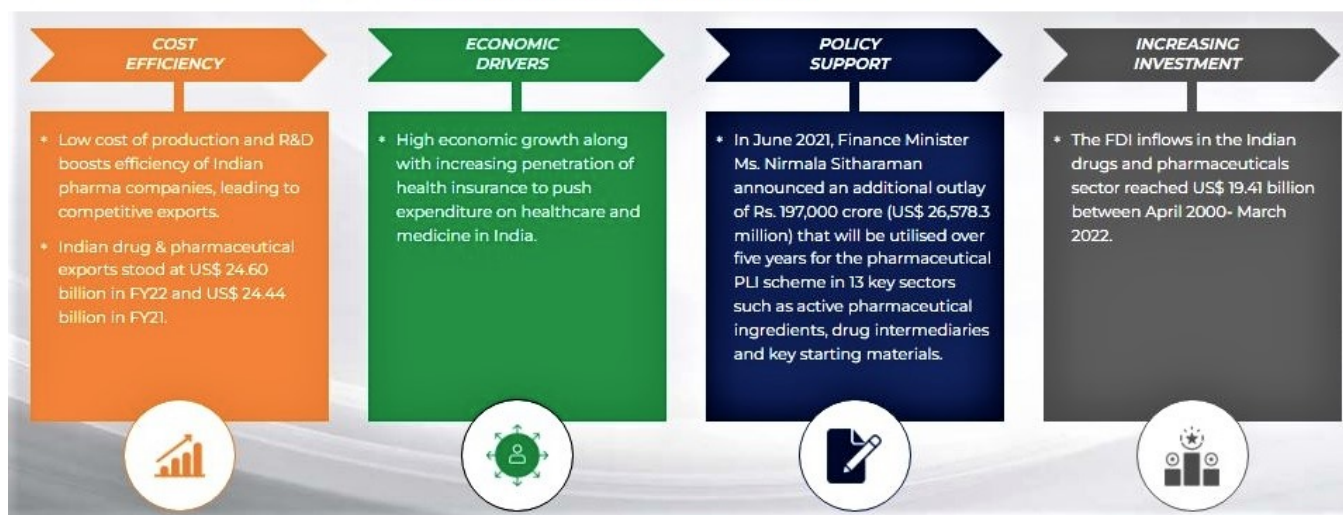 COST
EFFICIENCY
* Low cost of production and R&D
boosts efficiency of Indian
pharma companies, leading to
competitive exports.
* Indian drug & pharmaceutical
exports stood at US$ 24.60
billion in FY22 and US$ 24.44
billion in FY21.
ECONOMIC
DRIVERS
* High economic growth along
with increasing penetration of
health insurance to push
expenditure on healthcare and
medicine in India.
POLICY
SUPPORT
* In June 2021, Finance Minister
Ms. Nirmala Sitharaman
announced an additional outlay
of Rs. 197,000 crore (US$ 26,578.3
million) that will be utilised over
five years for the pharmaceutical
PLI scheme in 13 key sectors
such as active pharmaceutical
ingredients, drug intermediaries
and key starting materials.
INCREASING
INVESTMENT
* The FDI inflows in the Indian
drugs and pharmaceuticals
sector reached US$ 19.41 billion
between April 2000- March
2022.